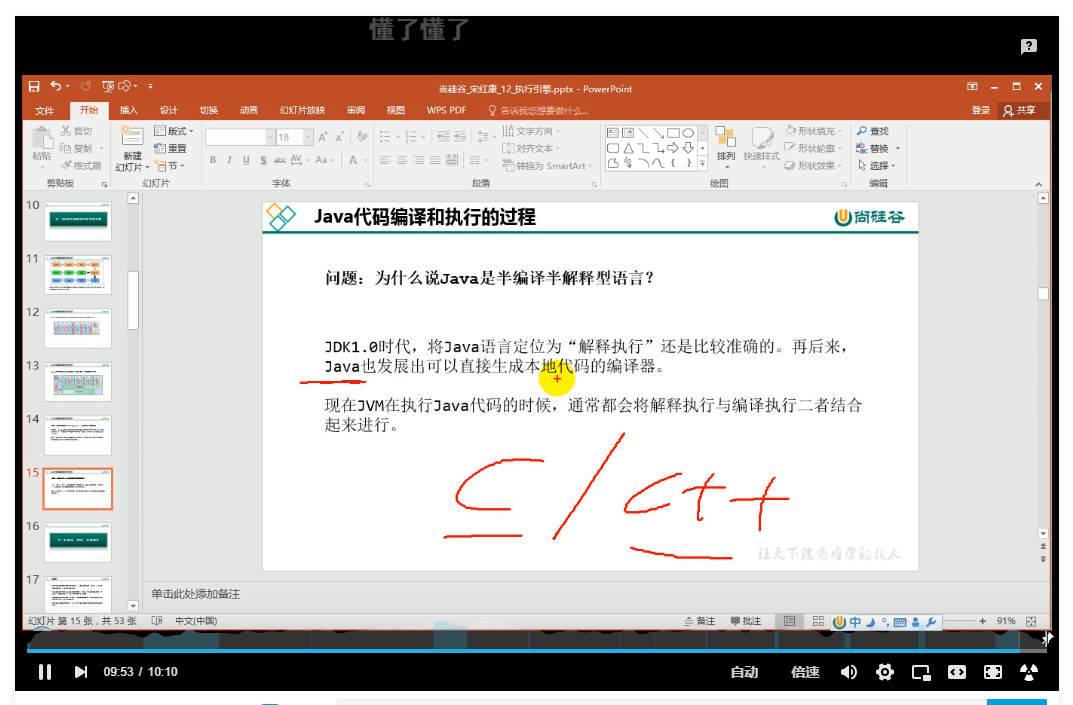 懂了懂了
尚硅谷_宋红康_12_执行引擎.pptx - PowerPoint
文件 开始 插入 设计 切换 动画 幻灯片放映 审阅 视图 WPS PDF 告诉我您想要做什么... 登录 共享
剪切
复制
格式刷
粘贴
剪贴板
新建
幻灯片
版式
重置
节
幻灯片
18
B I U S abc AV Aa A
字体
文字方向
对齐文本
转换为 SmartArt
段落
排列
快速样式
形状填充
形状轮廓
形状效果
绘图
查找
替换
选择
编辑
10
11
12
13
14
15
16
17
Java代码编译和执行的过程
尚硅谷
问题：为什么说Java是半编译半解释型语言？
JDK1.0时代，将Java语言定位为“解释执行”还是比较准确的。再后来，
Java也发展出可以直接生成本地代码的编译器。
现在JVM在执行Java代码的时候，通常都会将解释执行与编译执行二者结合
起来进行。
C/C++
让天下没有难学的技术
单击此处添加备注
幻灯片 第 15 张，共 53 张 中文(中国) 备注 批注 中 91%
09:53 / 10:10 自动 倍速